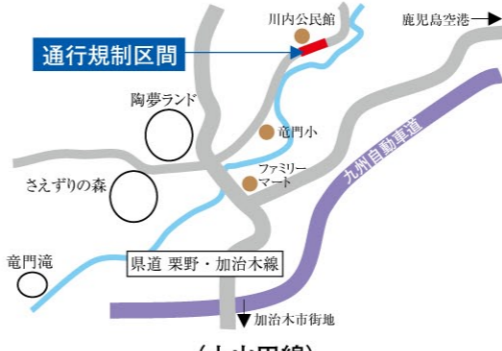 川内公民館
鹿児島空港
通行規制区間
陶夢ランド
竜門小
さえずりの森
ファミリー
マート
九州自動車道
竜門滝
県道 栗野・加治木線
加治木市街地